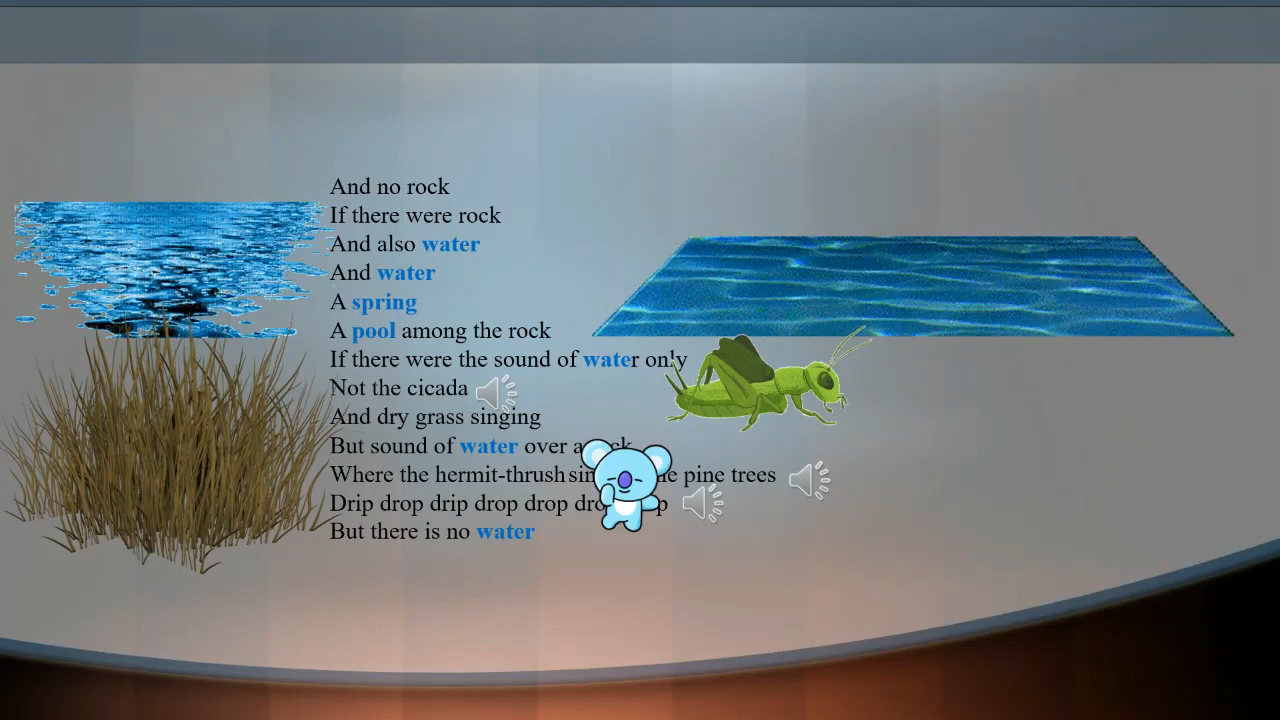 And no rock
If there were rock
And also water
And water
A spring
A pool among the rock
If there were the sound of water only
Not the cicada
And dry grass singing
But sound of water over a
Where the hermit-thrush pine trees
Drip drop drip drop drop
But there is no water